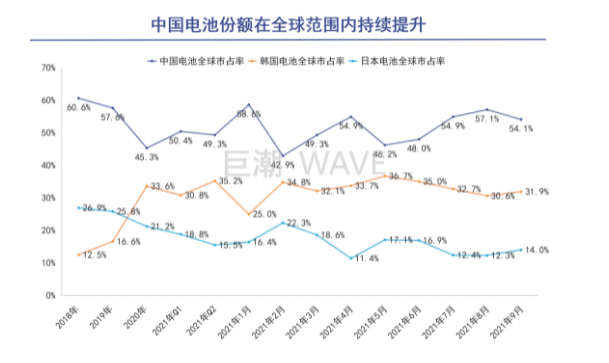 中国电池份额在全球范围内持续提升
中国电池全球市占率 韩国电池全球市占率 日本电池全球市占率
70%
60%
50%
40%
30%
20%
10%
0%
60.6% 57.6% 45.3% 50.4% 49.3% 58.6% 42.9% 49.3% 54.9% 46.2% 48.0% 54.9% 57.1% 54.1%
12.5% 16.6% 33.6% 30.8% 35.2% 25.0% 34.8% 32.1% 33.7% 36.7% 35.0% 32.7% 30.6% 31.9%
26.9% 25.8% 21.2% 18.8% 15.5% 16.4% 22.3% 18.6% 11.4% 17.1% 16.9% 12.4% 12.3% 14.0%
巨潮 WAVE
2018年 2019年 2020年 2021年Q1 2021年Q2 2021年1月 2021年2月 2021年3月 2021年4月 2021年5月 2021年6月 2021年7月 2021年8月 2021年9月